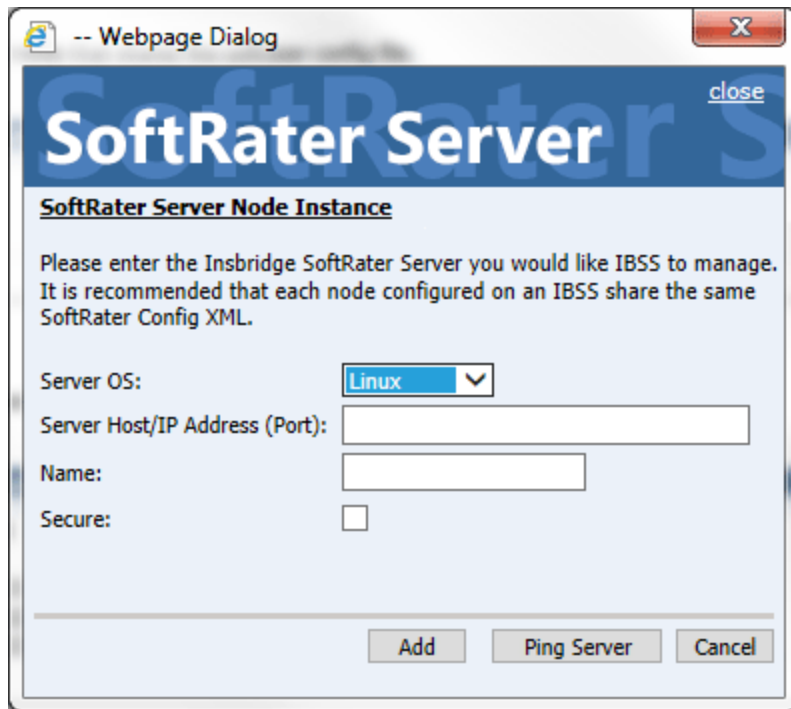 -- Webpage Dialog
close
SoftRater Server
SoftRater Server Node Instance
Please enter the Insbridge SoftRater Server you would like IBSS to manage.
It is recommended that each node configured on an IBSS share the same
SoftRater Config XML.
Server OS:
Linux
Server Host/IP Address (Port):
Name:
Secure:
Add
Ping Server
Cancel